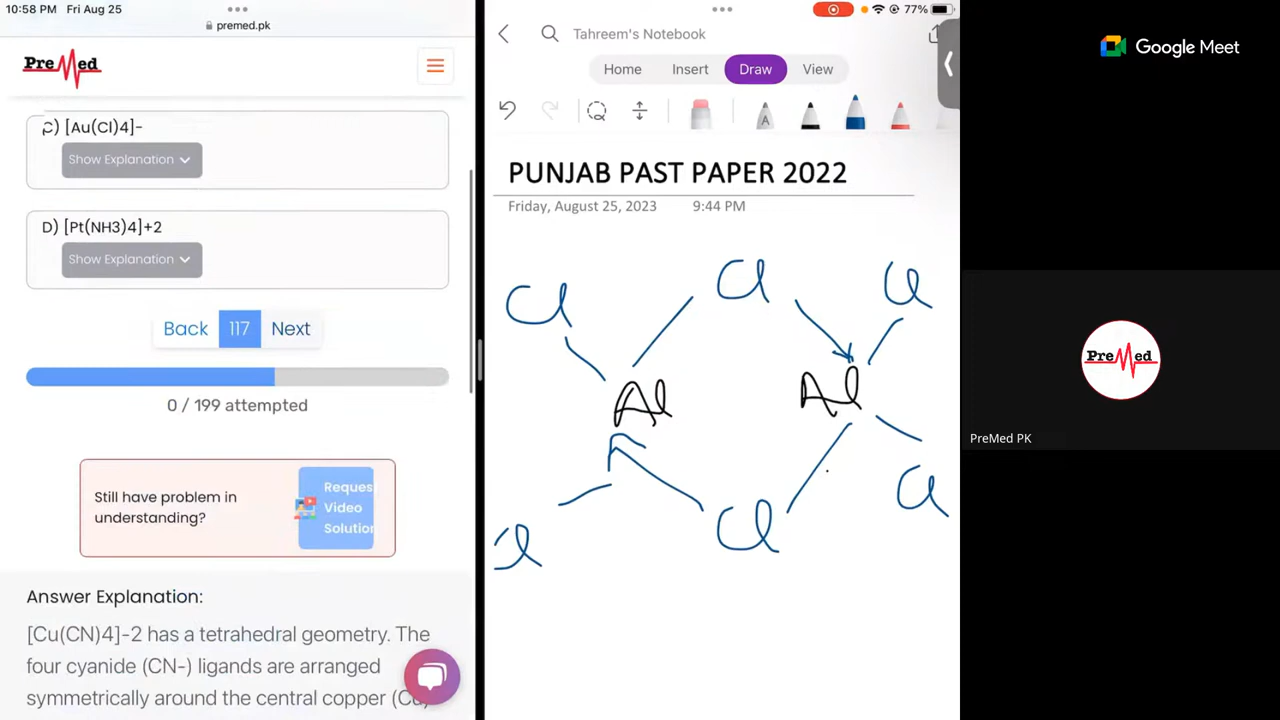 10:58 PM Fri Aug 25
premed.pk
PreMed
C) [Au(Cl)4]-
Show Explanation
D) [Pt(NH3)4]+2
Show Explanation
Back 117 Next
0 / 199 attempted
Still have problem in
understanding?
Reques
Video
Solution
Answer Explanation:
[Cu(CN)4]-2 has a tetrahedral geometry. The
four cyanide (CN-) ligands are arranged
symmetrically around the central copper (Cu)
77%
Tahreem's Notebook
Home Insert Draw View
A
PUNJAB PAST PAPER 2022
Friday, August 25, 2023 9:44 PM
Cl Cl Cl
Al Al
Cl Cl Cl
Google Meet
PreMed
PreMed PK